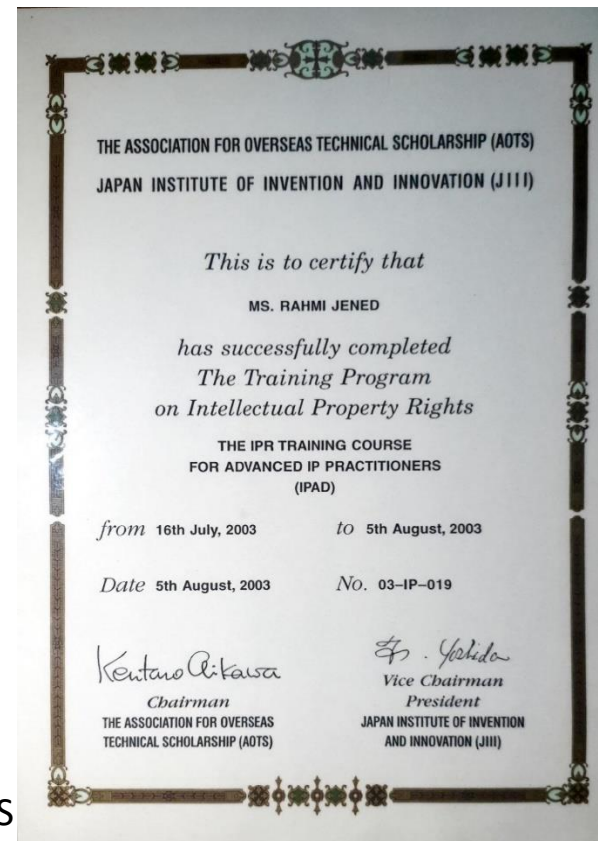 THE ASSOCIATION FOR OVERSEAS TECHNICAL SCHOLARSHIP (AOTS)
JAPAN INSTITUTE OF INVENTION AND INNOVATION (JIII)
This is to certify that
MS. RAHMI JENED
has successfully completed
The Training Program
on Intellectual Property Rights
THE IPR TRAINING COURSE
FOR ADVANCED IP PRACTITIONERS
(IPAD)
from 16th July, 2003 to 5th August, 2003
Date 5th August, 2003 No. 03-IP-019
Kentaro Aikawa Yoshida
Chairman
THE ASSOCIATION FOR OVERSEAS
TECHNICAL SCHOLARSHIP (AOTS)
Vice Chairman
President
JAPAN INSTITUTE OF INVENTION
AND INNOVATION (JIII)
S